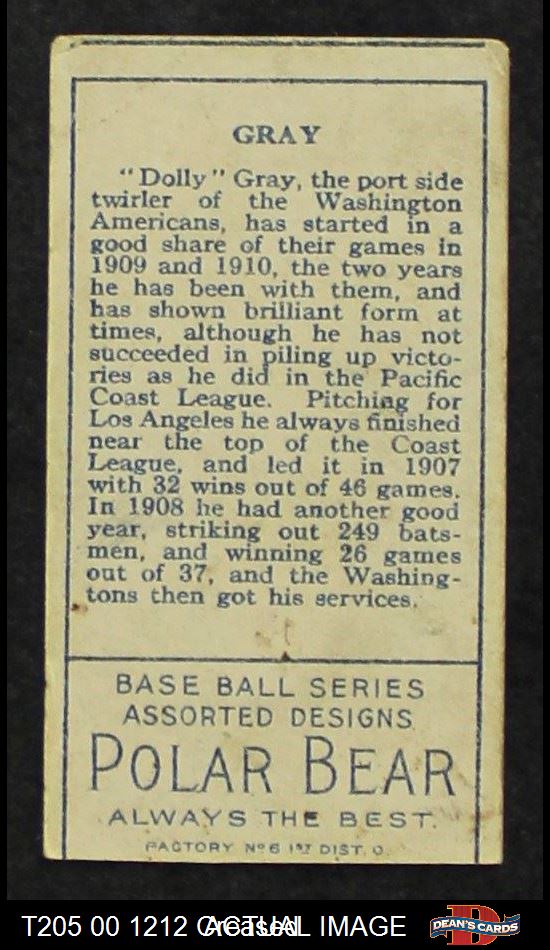 GRAY
"Dolly" Gray, the port side
twirler of the Washington
Americans, has started in a
good share of their games in
1909 and 1910, the two years
he has been with them, and
has shown brilliant form at
times, although he has not
succeeded in piling up victo-
ries as he did in the Pacific
Coast League. Pitching for
Los Angeles he always finished
near the top of the Coast
League, and led it in 1907
with 32 wins out of 46 games.
In 1908 he had another good
year, striking out 249 bats-
men, and winning 26 games
out of 37, and the Washing-
tons then got his services.
BASE BALL SERIES
ASSORTED DESIGNS
POLAR BEAR
ALWAYS THE BEST.
FACTORY No 6 1ST DIST. O.
T205 00 1212 Creased ACTUAL IMAGE
DEAN'S CARDS